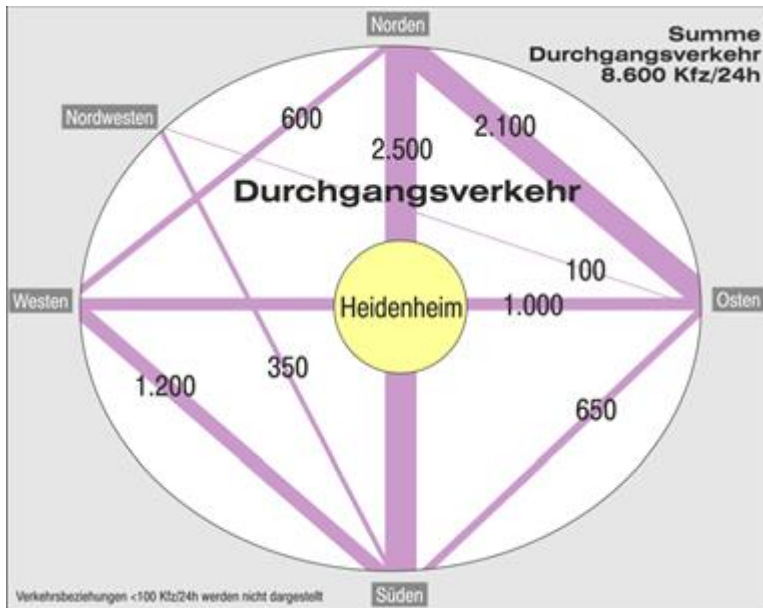 Norden
Summe
Durchgangsverkehr
8.600 Kfz/24h
Nordwesten
600
2.100
2.500
Durchgangsverkehr
100
Westen
Heidenheim
1.000
Osten
350
1.200
650
Verkehrsbeziehungen <100 Kfz/24h werden nicht dargestellt
Süden